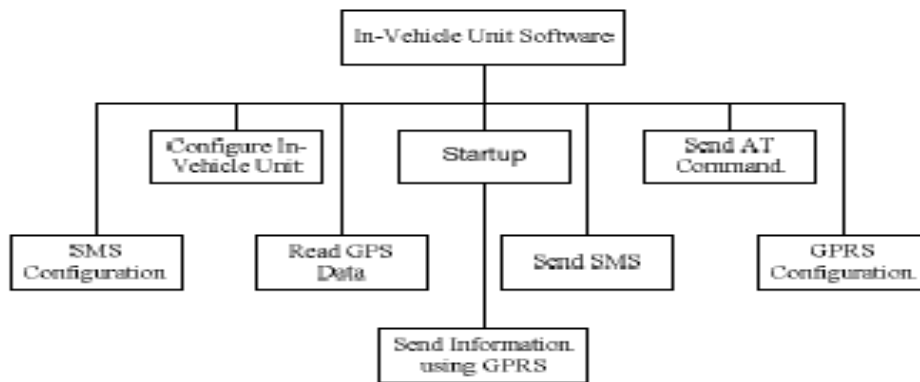 In-Vehicle Unit Software
Configure In-
Vehicle Unit
Startup
Send AT
Command
SMS
Configuration
Read GPS
Data
Send SMS
GPRS
Configuration
Send Information
using GPRS